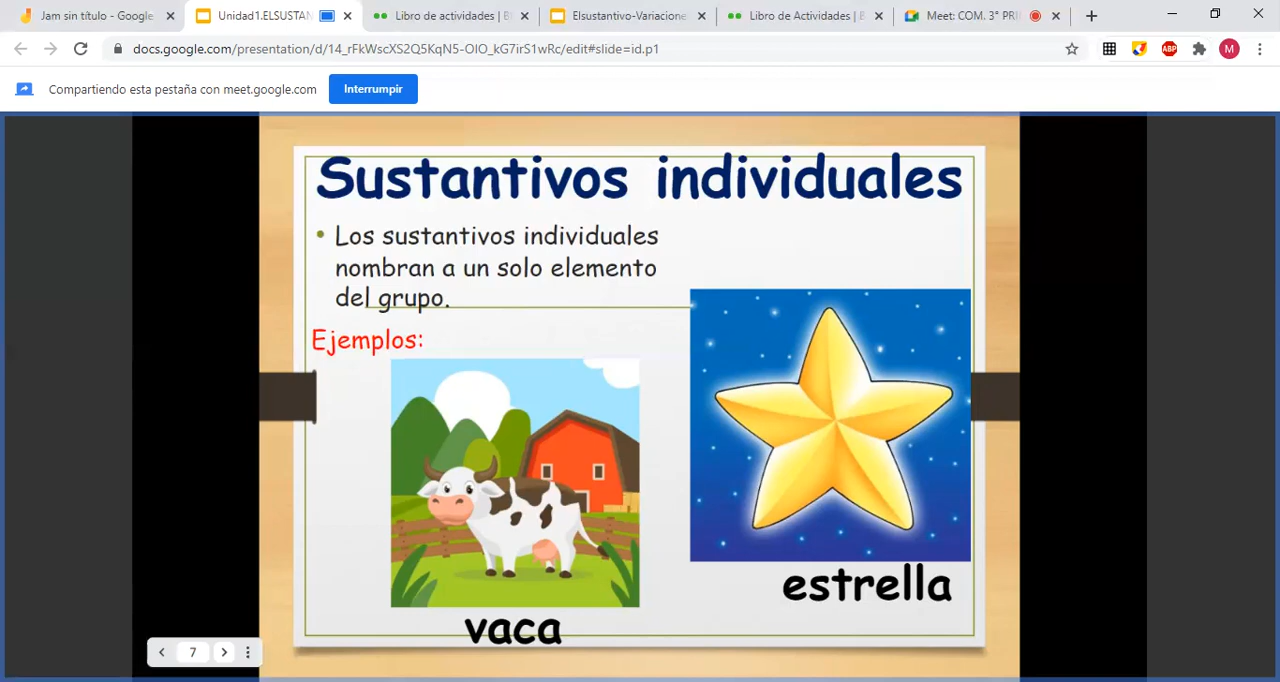 Jam sin título - Google
Unidad1.ELSUSTAN
Libro de actividades | B
Elsustantivo-Variacione
Libro de Actividades | B
Meet: COM. 3° PRI
docs.google.com/presentation/d/14_rFkWscXS2Q5KqN5-OIO_kG7irS1wRc/edit#slide=id.p1
ABP
M
Compartiendo esta pestaña con meet.google.com
Interrumpir
Sustantivos individuales
• Los sustantivos individuales
nombran a un solo elemento
del grupo.
Ejemplos:
estrella
vaca
7